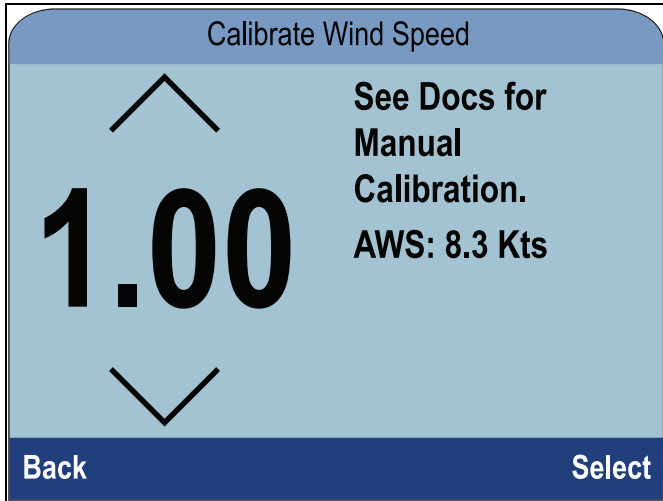 Calibrate Wind Speed
1.00
See Docs for
Manual
Calibration.
AWS: 8.3 Kts
Back
Select